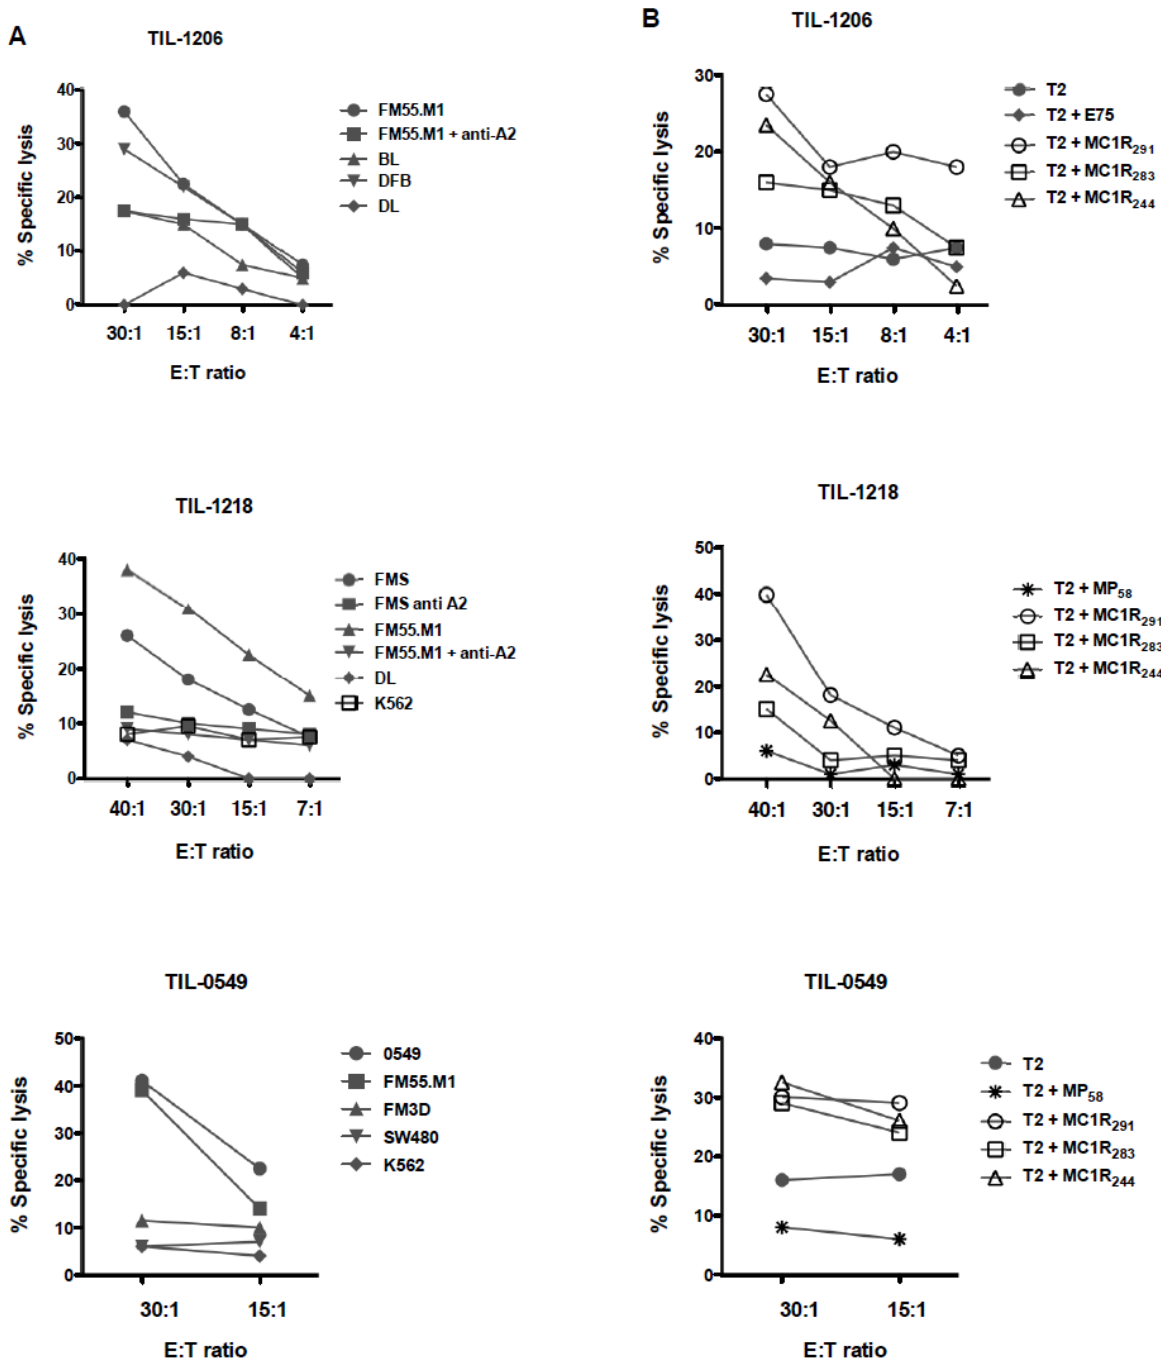 A
TIL-1206
% Specific lysis
40
30
20
10
0
30:1 15:1 8:1 4:1
E:T ratio
FM55.M1
FM55.M1 + anti-A2
BL
DFB
DL
B
TIL-1206
% Specific lysis
30
20
10
0
30:1 15:1 8:1 4:1
E:T ratio
T2
T2 + E75
T2 + MC1R291
T2 + MC1R283
T2 + MC1R244
TIL-1218
% Specific lysis
40
30
20
10
0
40:1 30:1 15:1 7:1
E:T ratio
FMS
FMS anti A2
FM55.M1
FM55.M1 + anti-A2
DL
K562
TIL-1218
% Specific lysis
50
40
30
20
10
0
40:1 30:1 15:1 7:1
E:T ratio
T2 + MP58
T2 + MC1R291
T2 + MC1R283
T2 + MC1R244
TIL-0549
% Specific lysis
50
40
30
20
10
0
30:1 15:1
E:T ratio
0549
FM55.M1
FM3D
SW480
K562
TIL-0549
% Specific lysis
40
30
20
10
0
30:1 15:1
E:T ratio
T2
T2 + MP58
T2 + MC1R291
T2 + MC1R283
T2 + MC1R244